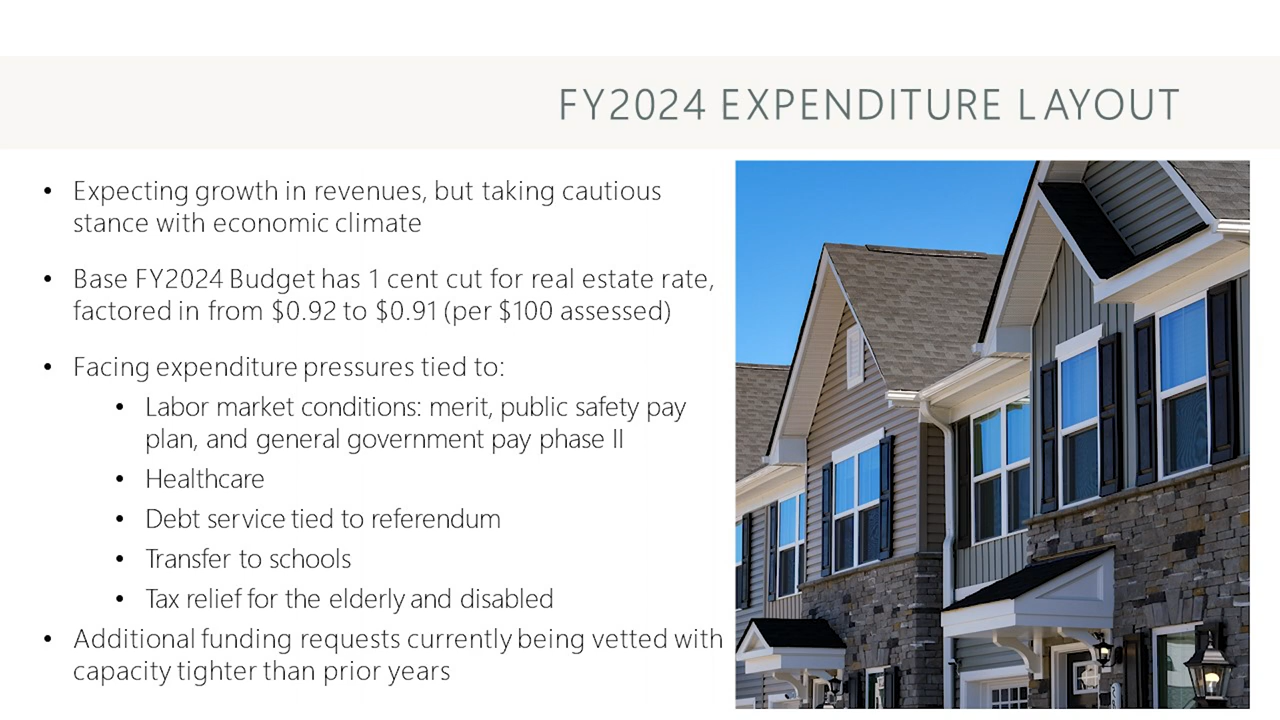 FY2024 EXPENDITURE LAYOUT
• Expecting growth in revenues, but taking cautious
stance with economic climate
• Base FY2024 Budget has 1 cent cut for real estate rate,
factored in from $0.92 to $0.91 (per $100 assessed)
• Facing expenditure pressures tied to:
• Labor market conditions: merit, public safety pay
plan, and general government pay phase II
• Healthcare
• Debt service tied to referendum
• Transfer to schools
• Tax relief for the elderly and disabled
• Additional funding requests currently being vetted with
capacity tighter than prior years